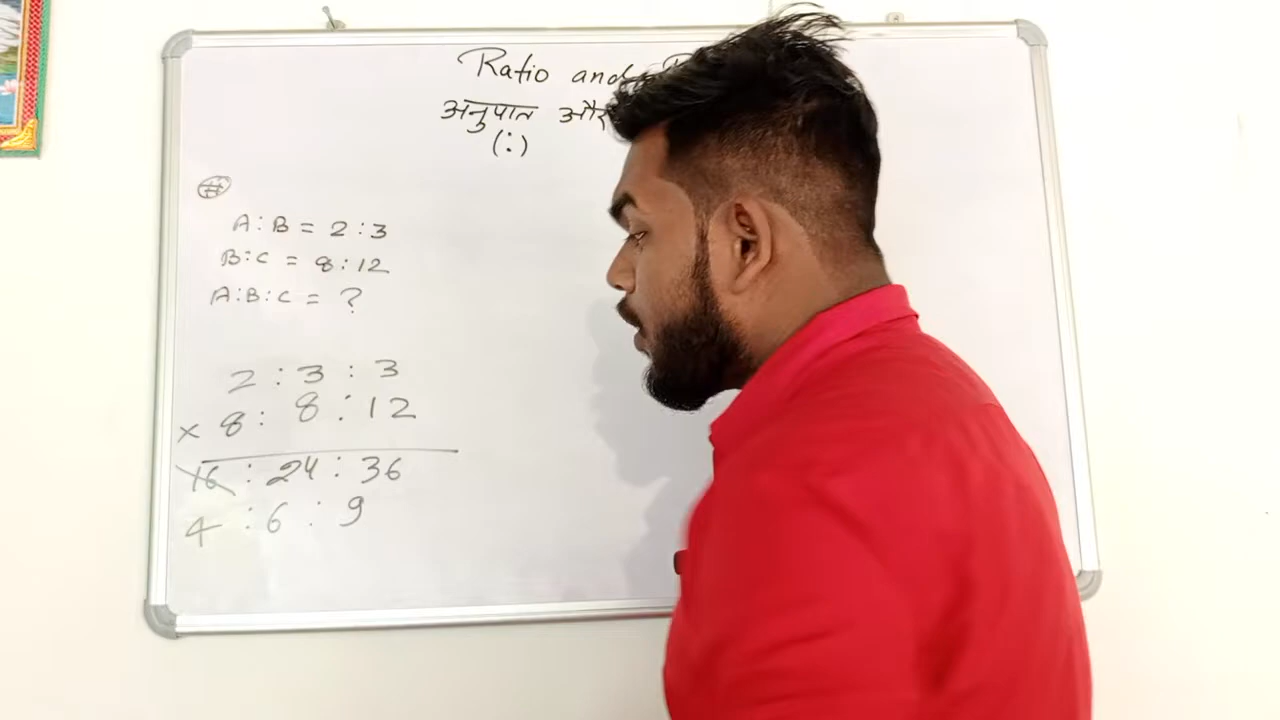 Ratio and
अनुपात और
(:)
#
A:B = 2:3
B:C = 8:12
A:B:C = ?
2 : 3 : 3
× 8 : 8 : 12
16 : 24 : 36
4 : 6 : 9